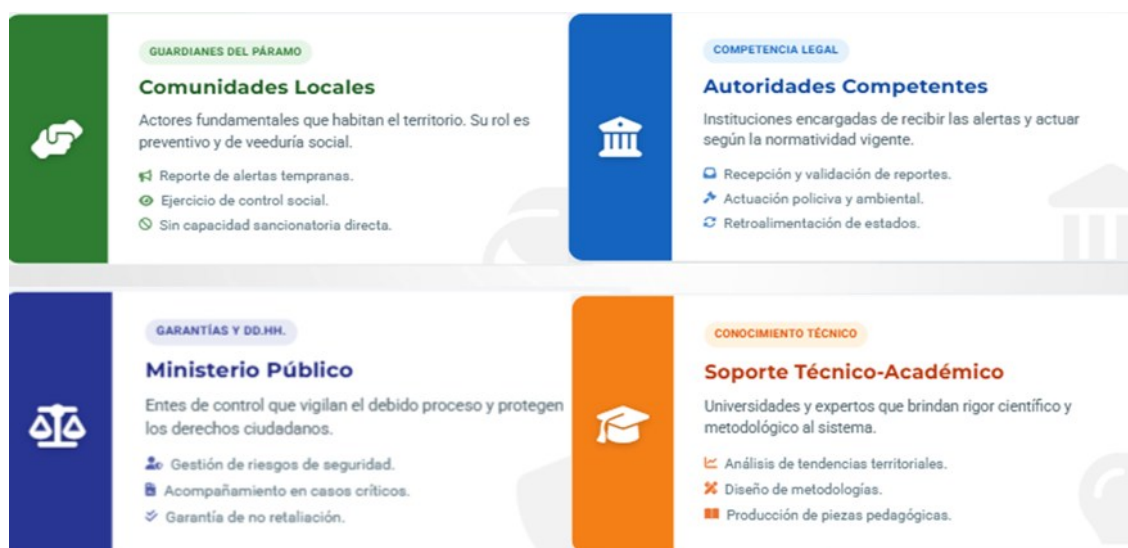 GUARDIANES DEL PÁRAMO
Comunidades Locales
Actores fundamentales que habitan el territorio. Su rol es
preventivo y de veeduría social.
Reporte de alertas tempranas.
Ejercicio de control social.
Sin capacidad sancionatoria directa.
COMPETENCIA LEGAL
Autoridades Competentes
Instituciones encargadas de recibir las alertas y actuar
según la normatividad vigente.
Recepción y validación de reportes.
Actuación policiva y ambiental.
Retroalimentación de estados.
GARANTÍAS Y DD.HH.
Ministerio Público
Entes de control que vigilan el debido proceso y protegen
los derechos ciudadanos.
Gestión de riesgos de seguridad.
Acompañamiento en casos críticos.
Garantía de no retaliación.
CONOCIMIENTO TÉCNICO
Soporte Técnico-Académico
Universidades y expertos que brindan rigor científico y
metodológico al sistema.
Análisis de tendencias territoriales.
Diseño de metodologías.
Producción de piezas pedagógicas.